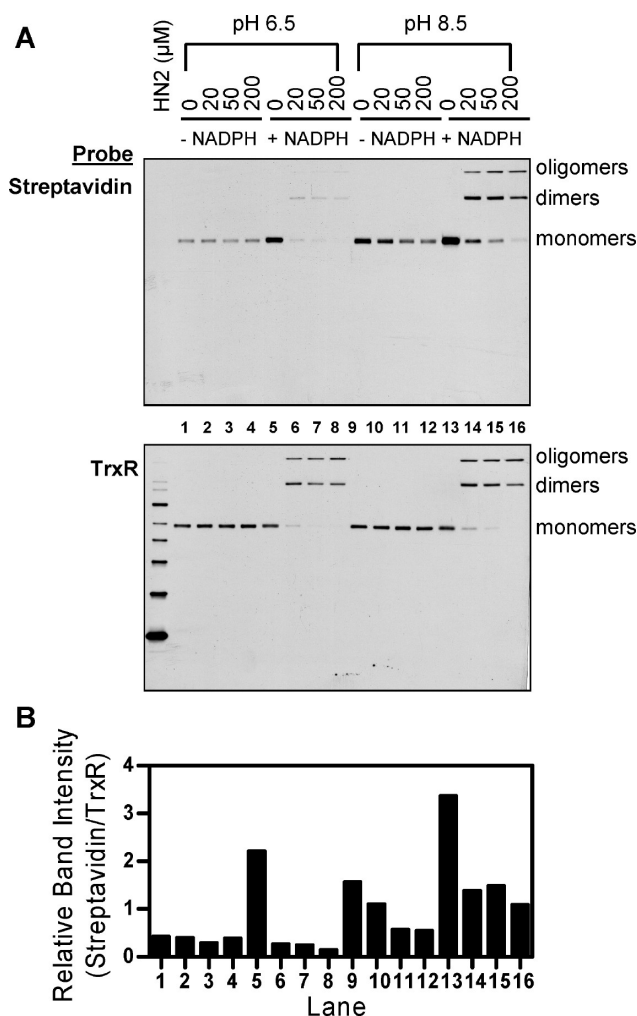 A
HN2 (µM)
pH 6.5 pH 8.5
0 20 50 200 0 20 50 200 0 20 50 200 0 20 50 200
- NADPH + NADPH - NADPH + NADPH
Probe
Streptavidin
oligomers
dimers
monomers
1 2 3 4 5 6 7 8 9 10 11 12 13 14 15 16
TrxR
oligomers
dimers
monomers
B
Relative Band Intensity
(Streptavidin/TrxR)
4
3
2
1
0
1 2 3 4 5 6 7 8 9 10 11 12 13 14 15 16
Lane